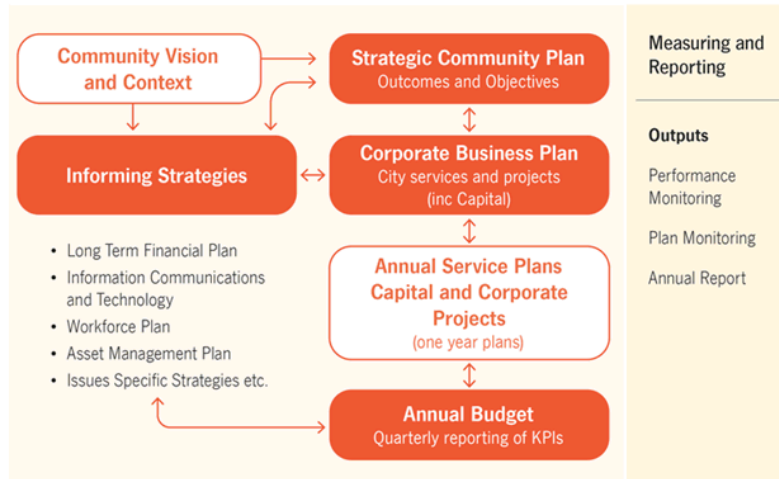 Community Vision
and Context
Strategic Community Plan
Outcomes and Objectives
Informing Strategies
Corporate Business Plan
City services and projects
(inc Capital)
• Long Term Financial Plan
• Information Communications
and Technology
• Workforce Plan
• Asset Management Plan
• Issues Specific Strategies etc.
Annual Service Plans
Capital and Corporate
Projects
(one year plans)
Annual Budget
Quarterly reporting of KPIs
Measuring and
Reporting
Outputs
Performance
Monitoring
Plan Monitoring
Annual Report